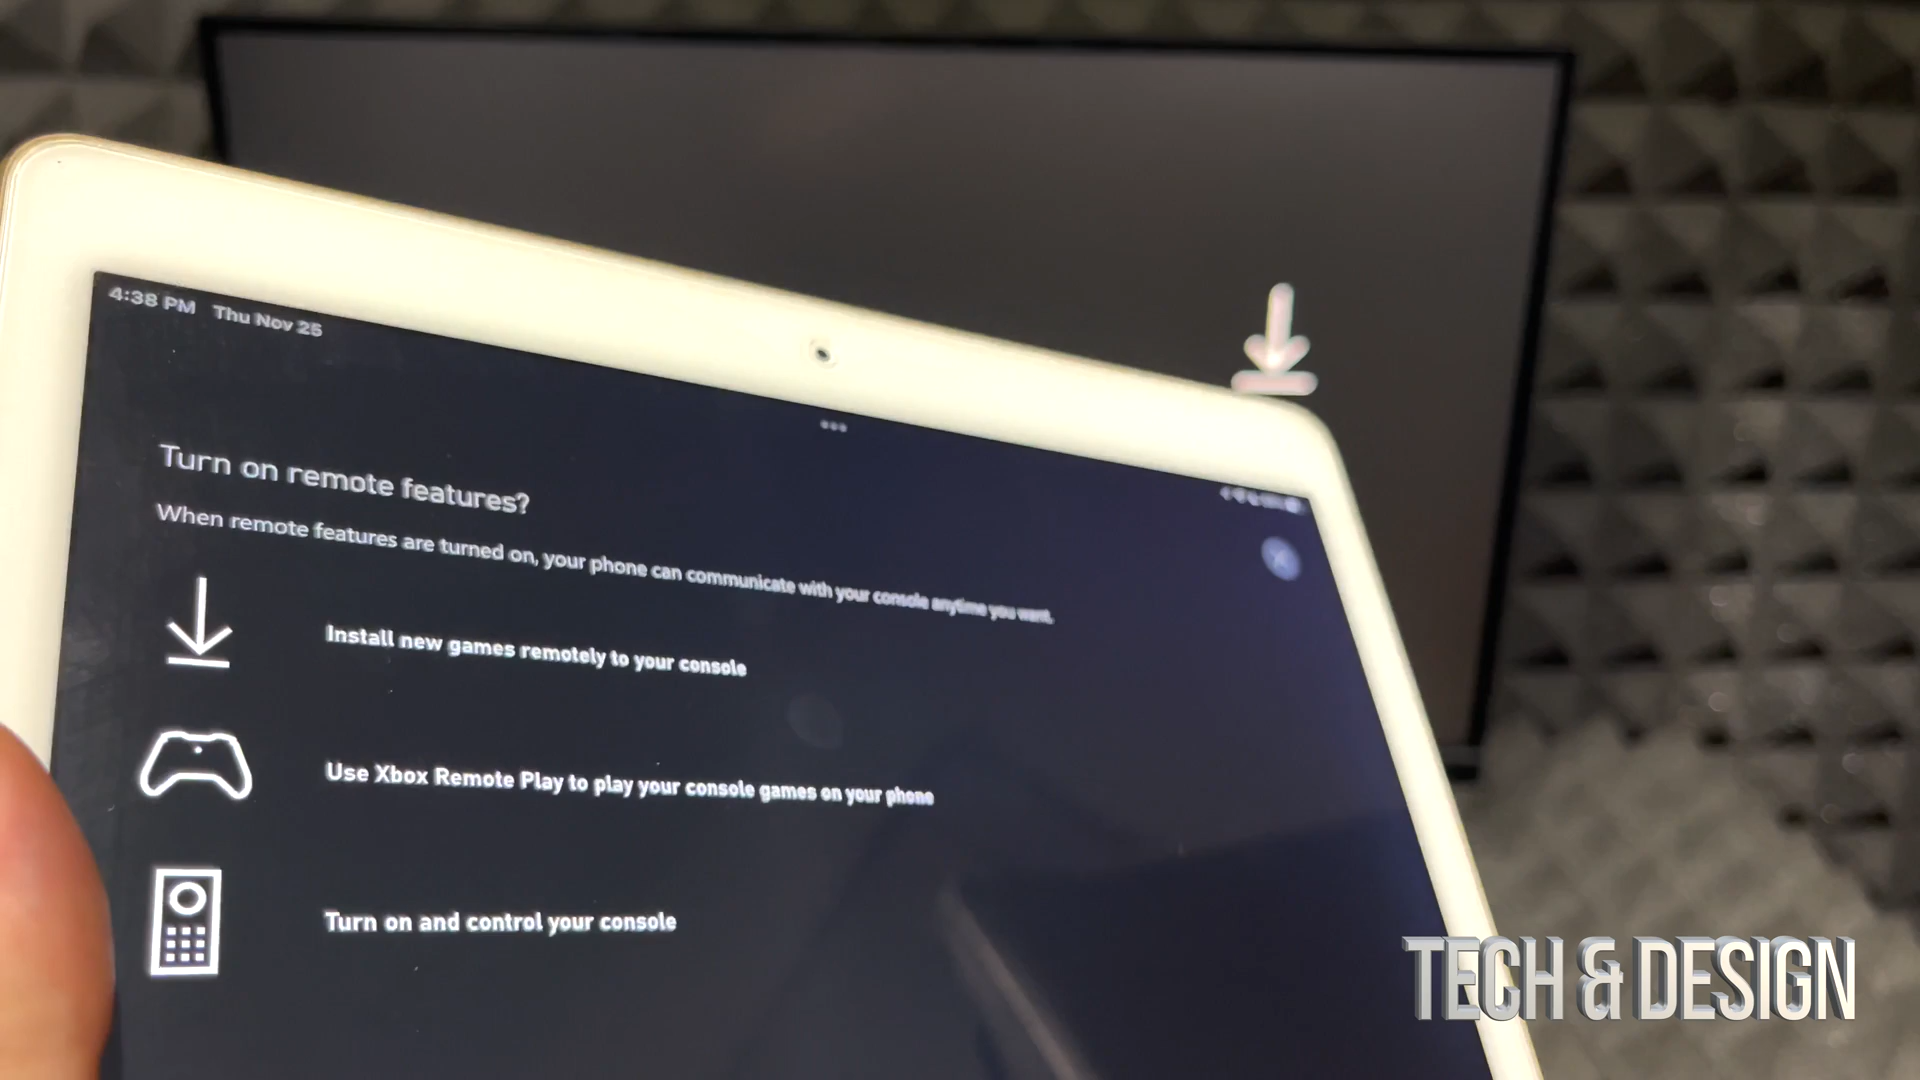 4:38 PM Thu Nov 25
Turn on remote features?
When remote features are turned on, your phone can communicate with your console anytime you want.
Install new games remotely to your console
Use Xbox Remote Play to play your console games on your phone
Turn on and control your console
TECH & DESIGN